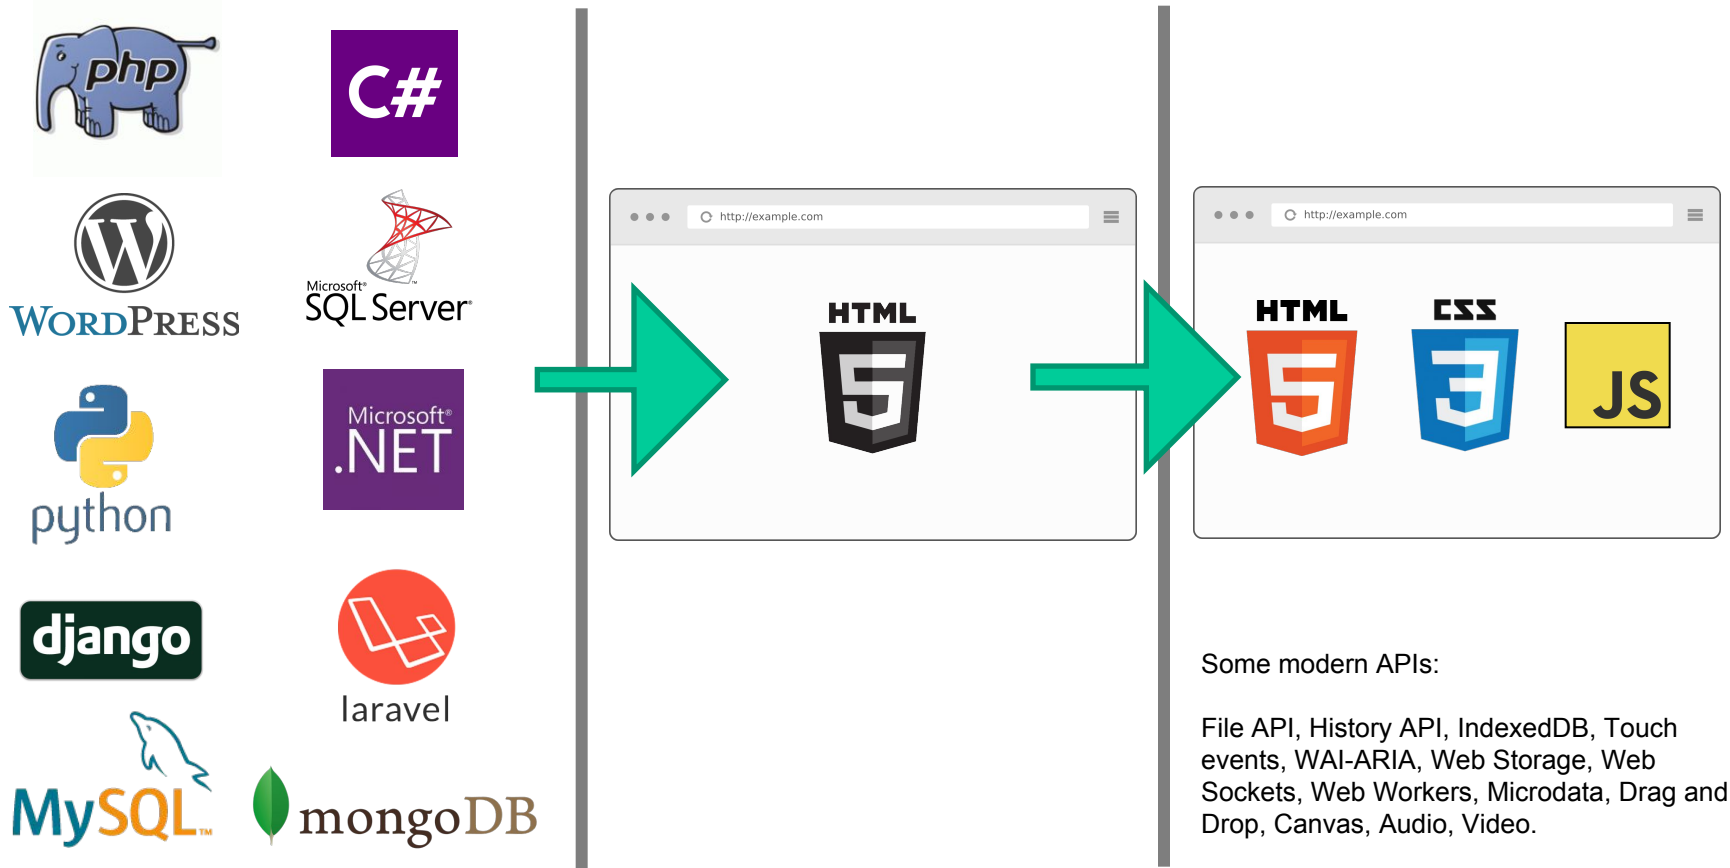 php
C#
WORDPRESS
Microsoft®
SQL Server®
python
Microsoft®
.NET
django
laravel
MySQL™
mongoDB
http://example.com
HTML
5
http://example.com
HTML
5
CSS
3
JS
Some modern APIs:
File API, History API, IndexedDB, Touch
events, WAI-ARIA, Web Storage, Web
Sockets, Web Workers, Microdata, Drag and
Drop, Canvas, Audio, Video.